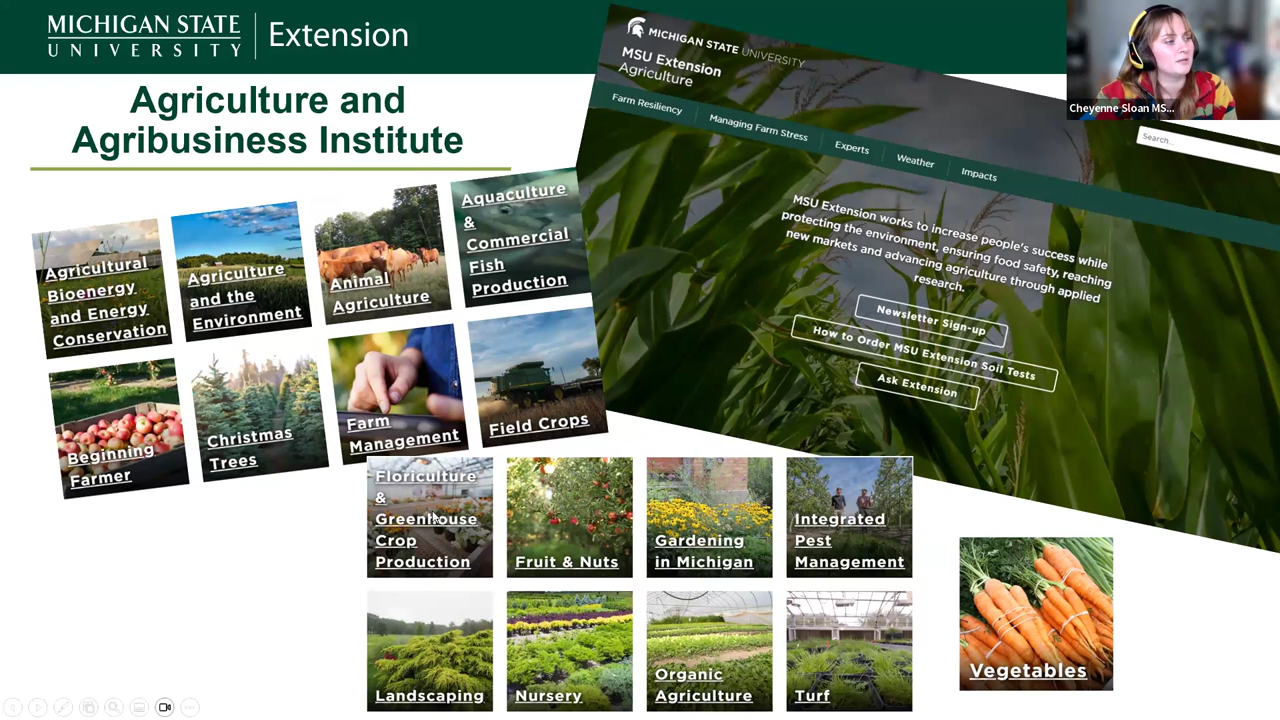 MICHIGAN STATE
UNIVERSITY
Extension
Agriculture and
Agribusiness Institute
Agricultural
Bioenergy
and Energy
Conservation
Agriculture
and the
Environment
Animal
Agriculture
Aquaculture
&
Commercial
Fish
Production
Beginning
Farmer
Christmas
Trees
Farm
Management
Field Crops
MICHIGAN STATE UNIVERSITY
MSU Extension
Agriculture
Farm Resiliency
Managing Farm Stress
Experts
Weather
Impacts
Search...
MSU Extension works to increase people's success while
protecting the environment, ensuring food safety, reaching
new markets and advancing agriculture through applied
research.
Newsletter Sign-up
How to Order MSU Extension Soil Tests
Ask Extension
Cheyenne Sloan MS...
Floriculture
&
Greenhouse
Crop
Production
Fruit & Nuts
Gardening
in Michigan
Integrated
Pest
Management
Landscaping
Nursery
Organic
Agriculture
Turf
Vegetables